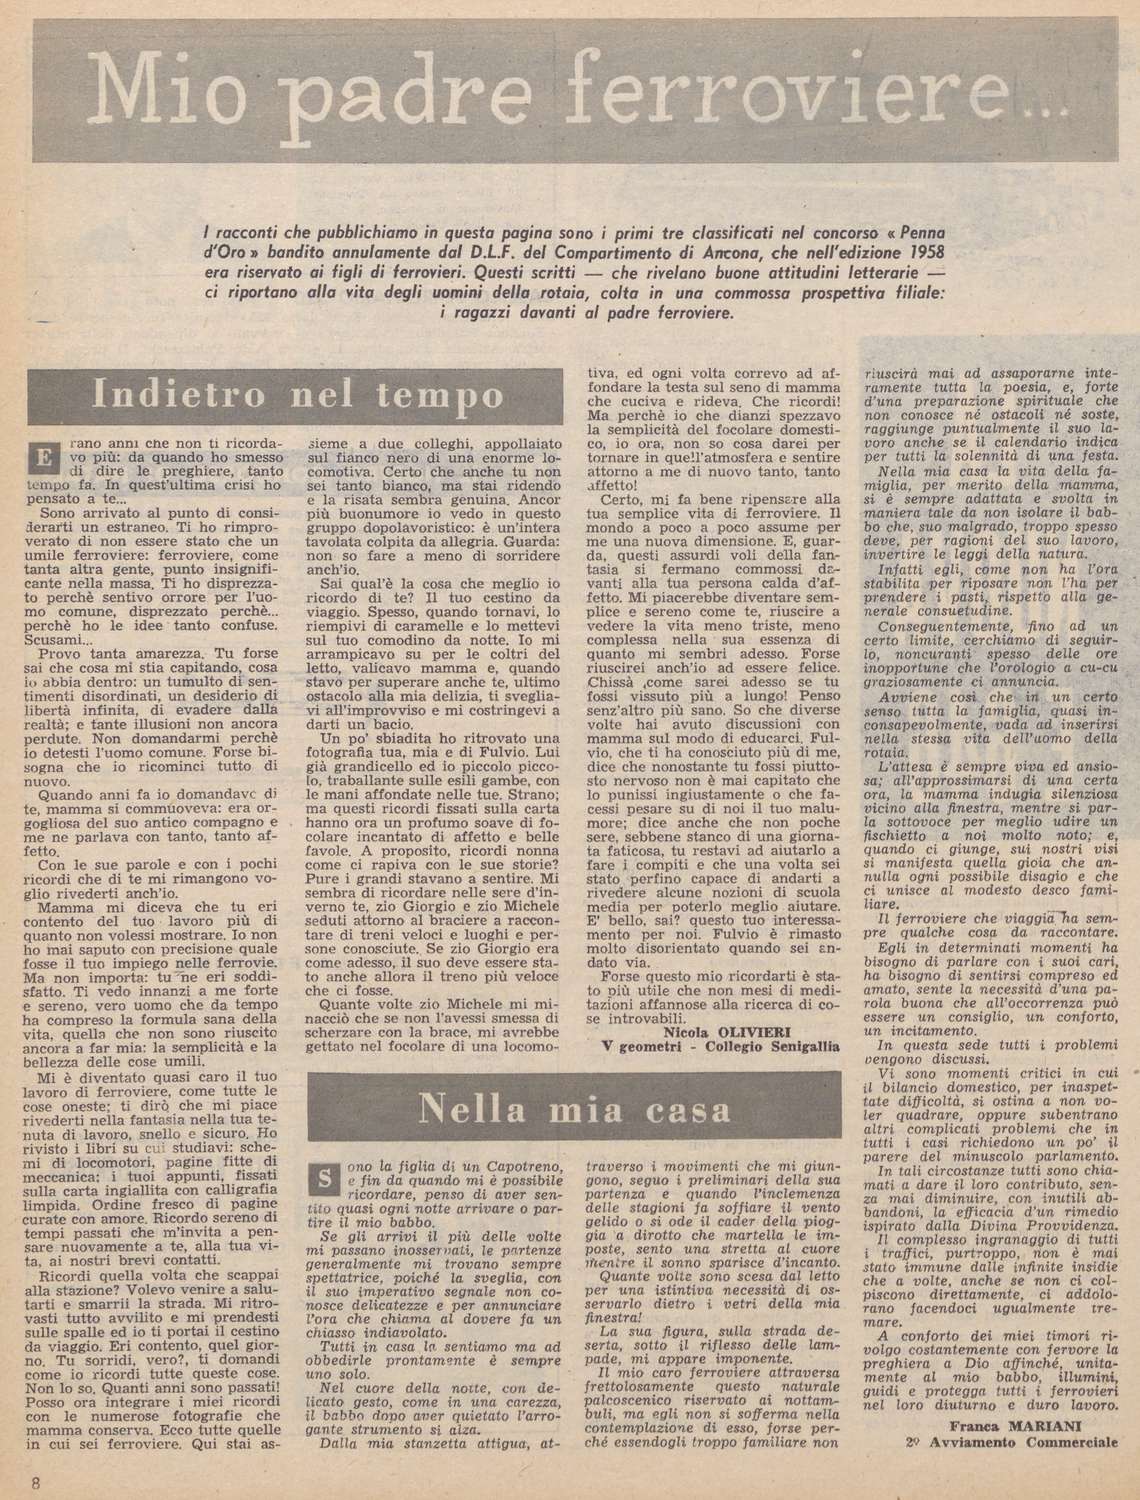 Mio padre ferroviere...
I racconti che pubblichiamo in questa pagina sono i primi tre classificati nel concorso « Penna
d'Oro » bandito annulamente dal D.L.F. del Compartimento di Ancona, che nell'edizione 1958
era riservato ai figli di ferrovieri. Questi scritti — che rivelano buone attitudini letterarie —
ci riportano alla vita degli uomini della rotaia, colta in una commossa prospettiva filiale:
i ragazzi davanti al padre ferroviere.
Indietro nel tempo
Erano anni che non ti ricorda-
vo più: da quando ho smesso
di dire le preghiere, tanto
tempo fa. In quest'ultima crisi ho
pensato a te...
Sono arrivato al punto di consi-
derarti un estraneo. Ti ho rimpro-
verato di non essere stato che un
umile ferroviere: ferroviere, come
tanta altra gente, punto insignifi-
cante nella massa. Ti ho disprezza-
to perchè sentivo orrore per l'uo-
mo comune, disprezzato perchè...
perchè ho le idee tanto confuse.
Scusami...
Provo tanta amarezza. Tu forse
sai che cosa mi stia capitando, cosa
io abbia dentro: un tumulto di sen-
timenti disordinati, un desiderio di
libertà infinita, di evadere dalla
realtà; e tante illusioni non ancora
perdute. Non domandarmi perchè
io detesti l'uomo comune. Forse bi-
sogna che io ricominci tutto di
nuovo.
Quando anni fa io domandavo di
te, mamma si commuoveva: era or-
gogliosa del suo antico compagno e
me ne parlava con tanto, tanto af-
fetto.
Con le sue parole e con i pochi
ricordi che di te mi rimangono vo-
glio rivederti anch'io.
Mamma mi diceva che tu eri
contento del tuo lavoro più di
quanto non volessi mostrare. Io non
ho mai saputo con precisione quale
fosse il tuo impiego nelle ferrovie.
Ma non importa: tu ne eri soddi-
sfatto. Ti vedo innanzi a me forte
e sereno, vero uomo che da tempo
ha compreso la formula sana della
vita, quella che non sono riuscito
ancora a far mia: la semplicità e la
bellezza delle cose umili.
Mi è diventato quasi caro il tuo
lavoro di ferroviere, come tutte le
cose oneste; ti dirò che mi piace
rivederti nella fantasia nella tua te-
nuta di lavoro, snello e sicuro. Ho
rivisto i libri su cui studiavi: sche-
mi di locomotori, pagine fitte di
meccanica; i tuoi appunti, fissati
sulla carta ingiallita con calligrafia
limpida. Ordine fresco di pagine
curate con amore. Ricordo sereno di
tempi passati che m'invita a pen-
sare nuovamente a te, alla tua vi-
ta, ai nostri brevi contatti.
Ricordi quella volta che scappai
alla stazione? Volevo venire a salu-
tarti e smarrii la strada. Mi ritro-
vasti tutto avvilito e mi prendesti
sulle spalle ed io ti portai il cestino
da viaggio. Eri contento, quel gior-
no. Tu sorridi, vero?, ti domandi
come io ricordi tutte queste cose.
Non lo so. Quanti anni sono passati!
Posso ora integrare i miei ricordi
con le numerose fotografie che
mamma conserva. Ecco tutte quelle
in cui sei ferroviere. Qui stai as-
sieme a due colleghi, appollaiato
sul fianco nero di una enorme lo-
comotiva. Certo che anche tu non
sei tanto bianco, ma stai ridendo
e la risata sembra genuina. Ancor
più buonumore io vedo in questo
gruppo dopolavoristico: è un'intera
tavolata colpita da allegria. Guarda:
non so fare a meno di sorridere
anch'io.
Sai qual'è la cosa che meglio io
ricordo di te? Il tuo cestino da
viaggio. Spesso, quando tornavi, lo
riempivi di caramelle e lo mettevi
sul tuo comodino da notte. Io mi
arrampicavo su per le coltri del
letto, valicavo mamma e, quando
stavo per superare anche te, ultimo
ostacolo alla mia delizia, ti sveglia-
vi all'improvviso e mi costringevi a
darti un bacio.
Un po' sbiadita ho ritrovato una
fotografia tua, mia e di Fulvio. Lui
già grandicello ed io piccolo picco-
lo, traballante sulle esili gambe, con
le mani affondate nelle tue. Strano;
ma questi ricordi fissati sulla carta
hanno ora un profumo soave di fo-
colare incantato di affetto e belle
favole. A proposito, ricordi nonna
come ci rapiva con le sue storie?
Pure i grandi stavano a sentire. Mi
sembra di ricordare nelle sere d'in-
verno te, zio Giorgio e zio Michele
seduti attorno al braciere a raccon-
tare di treni veloci e luoghi e per-
sone conosciute. Se zio Giorgio era
come adesso, il suo deve essere sta-
to anche allora il treno più veloce
che ci fosse.
Quante volte zio Michele mi mi-
nacciò che se non l'avessi smessa di
scherzare con la brace, mi avrebbe
gettato nel focolare di una locomo-
tiva, ed ogni volta correvo ad af-
fondare la testa sul seno di mamma
che cuciva e rideva. Che ricordi!
Ma perchè io che dianzi spezzavo
la semplicità del focolare domesti-
co, io ora, non so cosa darei per
tornare in quell'atmosfera e sentire
attorno a me di nuovo tanto, tanto
affetto!
Certo, mi fa bene ripensare alla
tua semplice vita di ferroviere. Il
mondo a poco a poco assume per
me una nuova dimensione. E, guar-
da, questi assurdi voli della fan-
tasia si fermano commossi da-
vanti alla tua persona calda d'af-
fetto. Mi piacerebbe diventare sem-
plice e sereno come te, riuscire a
vedere la vita meno triste, meno
complessa nella sua essenza di
quanto mi sembri adesso. Forse
riuscirei anch'io ad essere felice.
Chissà ,come sarei adesso se tu
fossi vissuto più a lungo! Penso
senz'altro più sano. So che diverse
volte hai avuto discussioni con
mamma sul modo di educarci. Ful-
vio, che ti ha conosciuto più di me,
dice che nonostante tu fossi piutto-
sto nervoso non è mai capitato che
lo punissi ingiustamente o che fa-
cessi pesare su di noi il tuo malu-
more; dice anche che non poche
sere, sebbene stanco di una giorna-
ta faticosa, tu restavi ad aiutarlo a
fare i compiti e che una volta sei
stato perfino capace di andarti a
rivedere alcune nozioni di scuola
media per poterlo meglio aiutare.
E' bello, sai? questo tuo interessa-
mento per noi. Fulvio è rimasto
molto disorientato quando sei an-
dato via.
Forse questo mio ricordarti è sta-
to più utile che non mesi di medi-
tazioni affannose alla ricerca di co-
se introvabili.
Nicola OLIVIERI
V geometri - Collegio Senigallia
Nella mia casa
Sono la figlia di un Capotreno,
e fin da quando mi è possibile
ricordare, penso di aver sen-
tito quasi ogni notte arrivare o par-
tire il mio babbo.
Se gli arrivi il più delle volte
mi passano inosservati, le partenze
generalmente mi trovano sempre
spettatrice, poiché la sveglia, con
il suo imperativo segnale non co-
nosce delicatezze e per annunciare
l'ora che chiama al dovere fa un
chiasso indiavolato.
Tutti in casa la sentiamo ma ad
obbedirle prontamente è sempre
uno solo.
Nel cuore della notte, con de-
licato gesto, come in una carezza,
il babbo dopo aver quietato l'arro-
gante strumento si alza.
Dalla mia stanzetta attigua, at-
traverso i movimenti che mi giun-
gono, seguo i preliminari della sua
partenza e quando l'inclemenza
delle stagioni fa soffiare il vento
gelido o si ode il cader della piog-
gia a dirotto che martella le im-
poste, sento una stretta al cuore
mentre il sonno sparisce d'incanto.
Quante volte sono scesa dal letto
per una istintiva necessità di os-
servarlo dietro i vetri della mia
finestra!
La sua figura, sulla strada de-
serta, sotto il riflesso delle lam-
pade, mi appare imponente.
Il mio caro ferroviere attraversa
frettolosamente questo naturale
palcoscenico riservato ai nottam-
buli, ma egli non si sofferma nella
contemplazione di esso, forse per-
ché essendogli troppo familiare non
riuscirà mai ad assaporarne inte-
ramente tutta la poesia, e, forte
d'una preparazione spirituale che
non conosce né ostacoli né soste,
raggiunge puntualmente il suo la-
voro anche se il calendario indica
per tutti la solennità di una festa.
Nella mia casa la vita della fa-
miglia, per merito della mamma,
si è sempre adattata e svolta in
maniera tale da non isolare il bab-
bo che, suo malgrado, troppo spesso
deve, per ragioni del suo lavoro,
invertire le leggi della natura.
Infatti egli, come non ha l'ora
stabilita per riposare non l'ha per
prendere i pasti, rispetto alla ge-
nerale consuetudine.
Conseguentemente, fino ad un
certo limite, cerchiamo di seguir-
lo, noncuranti spesso delle ore
inopportune che l'orologio a cu-cu
graziosamente ci annuncia.
Avviene così che in un certo
senso tutta la famiglia, quasi in-
consapevolmente, vada ad inserirsi
nella stessa vita dell'uomo della
rotaia.
L'attesa è sempre viva ed ansio-
sa; all'approssimarsi di una certa
ora, la mamma indugia silenziosa
vicino alla finestra, mentre si par-
la sottovoce per meglio udire un
fischietto a noi molto noto; e,
quando ci giunge, sui nostri visi
si manifesta quella gioia che an-
nulla ogni possibile disagio e che
ci unisce al modesto desco fami-
liare.
Il ferroviere che viaggia ha sem-
pre qualche cosa da raccontare.
Egli in determinati momenti ha
bisogno di parlare con i suoi cari,
ha bisogno di sentirsi compreso ed
amato, sente la necessità d'una pa-
rola buona che all'occorrenza può
essere un consiglio, un conforto,
un incitamento.
In questa sede tutti i problemi
vengono discussi.
Vi sono momenti critici in cui
il bilancio domestico, per inaspet-
tate difficoltà, si ostina a non vo-
ler quadrare, oppure subentrano
altri complicati problemi che in
tutti i casi richiedono un po' il
parere del minuscolo parlamento.
In tali circostanze tutti sono chia-
mati a dare il loro contributo, sen-
za mai diminuire, con inutili ab-
bandoni, la efficacia d'un rimedio
ispirato dalla Divina Provvidenza.
Il complesso ingranaggio di tutti
i traffici, purtroppo, non è mai
stato immune dalle infinite insidie
che a volte, anche se non ci col-
piscono direttamente, ci addolo-
rano facendoci ugualmente tre-
mare.
A conforto dei miei timori ri-
volgo costantemente con fervore la
preghiera a Dio affinché, unita-
mente al mio babbo, illumini,
guidi e protegga tutti i ferrovieri
nel loro diuturno e duro lavoro.
Franca MARIANI
2º Avviamento Commerciale
8